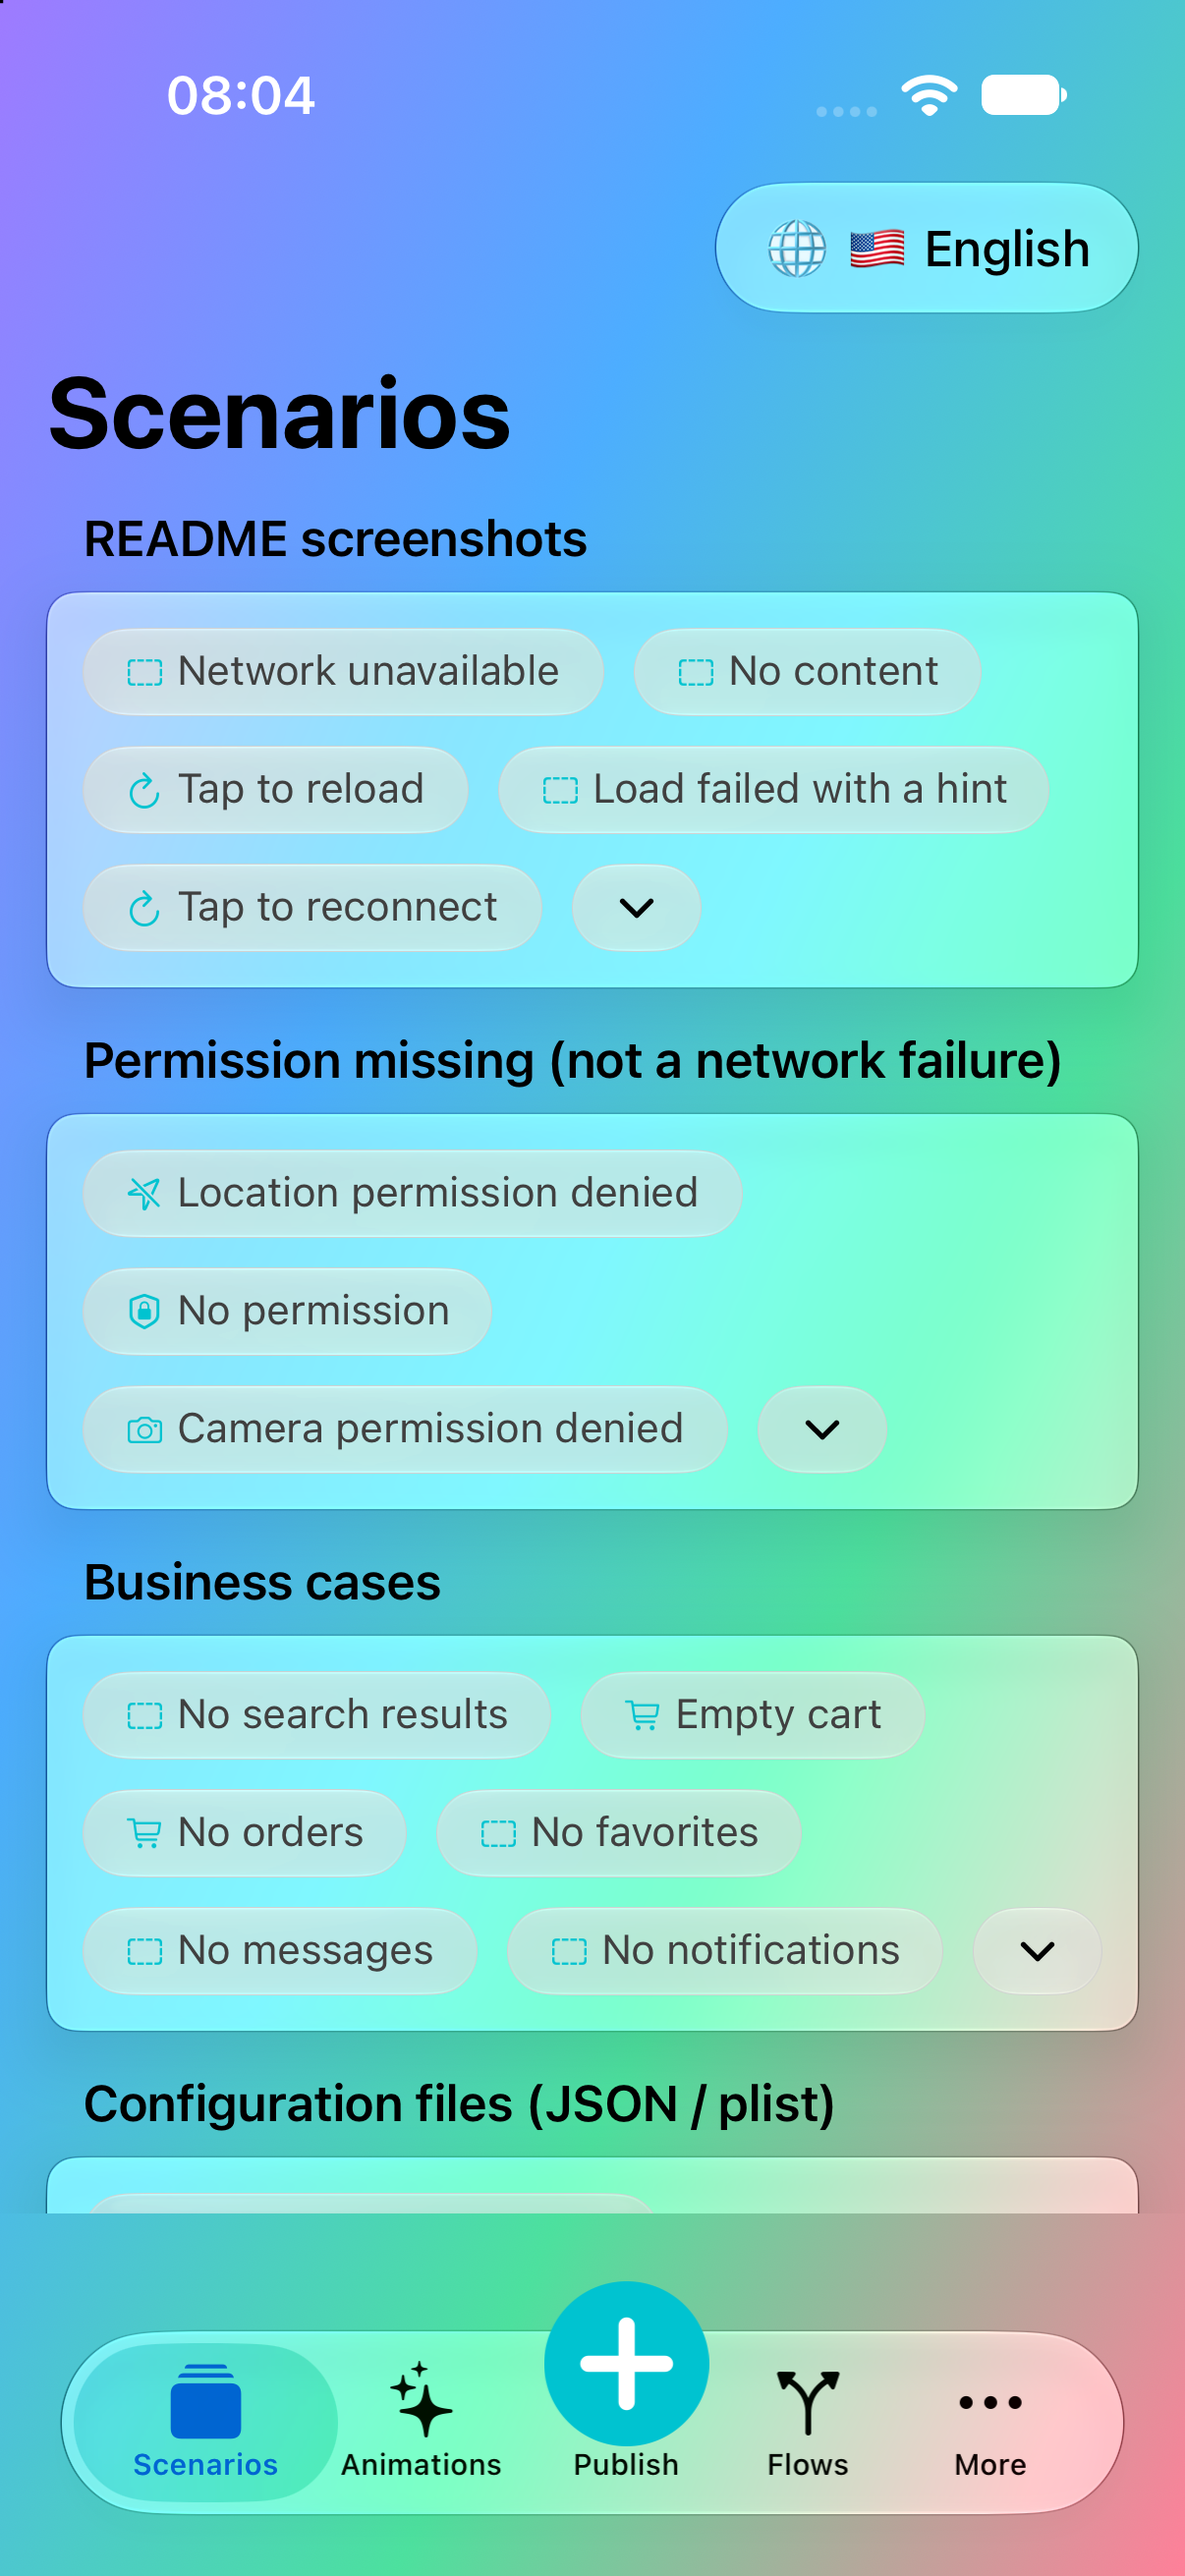 08:04
English
Scenarios
README screenshots
Network unavailable
No content
Tap to reload
Load failed with a hint
Tap to reconnect
Permission missing (not a network failure)
Location permission denied
No permission
Camera permission denied
Business cases
No search results
Empty cart
No orders
No favorites
No messages
No notifications
Configuration files (JSON / plist)
Scenarios
Animations
Publish
Flows
More